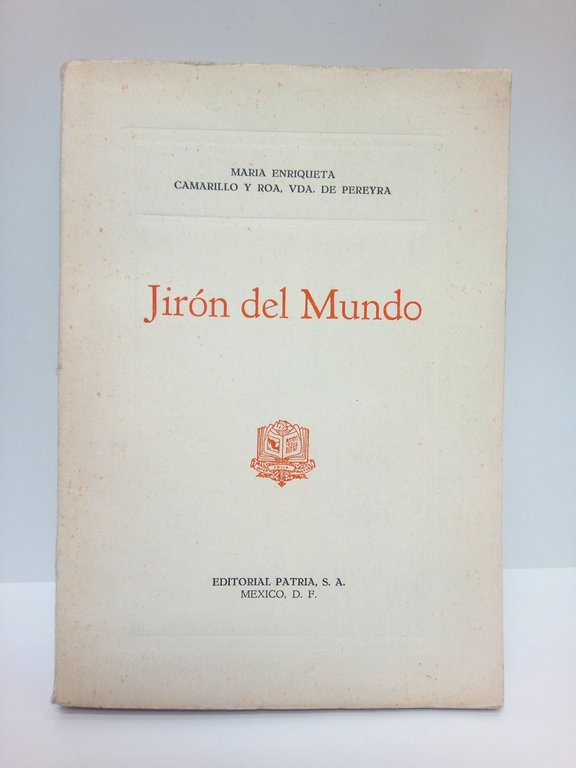 MARIA ENRIQUETA
CAMARILLO Y ROA, VDA. DE PEREYRA
Jirón del Mundo
EDITORIAL PATRIA, S. A.
MEXICO, D. F.